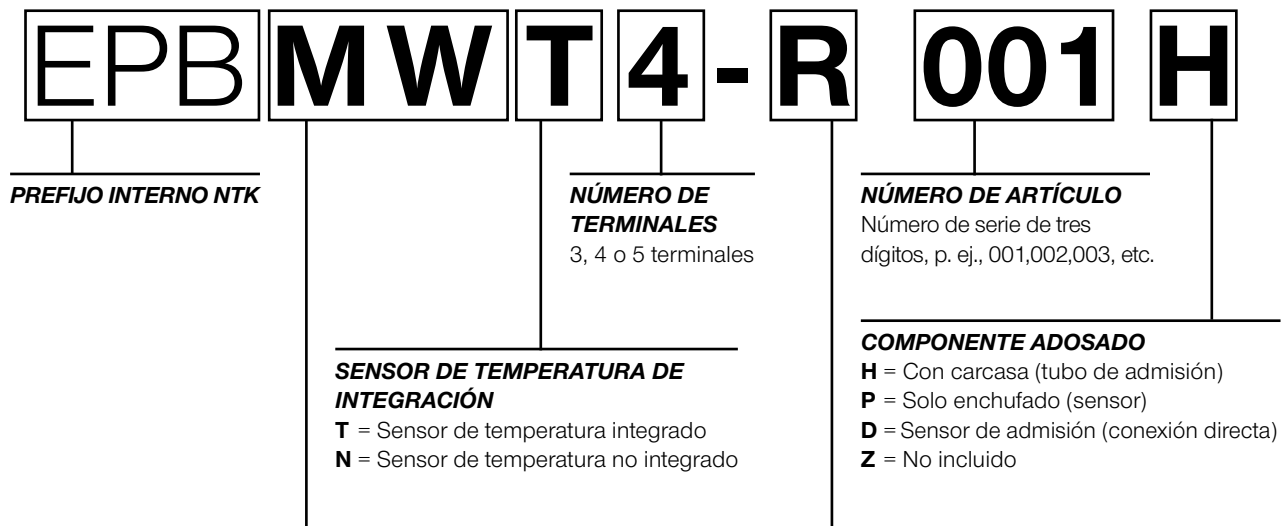 EPB MWT4-R 001 H
PREFIJO INTERNO NTK
NÚMERO DE
TERMINALES
3, 4 o 5 terminales
NÚMERO DE ARTÍCULO
Número de serie de tres
dígitos, p. ej., 001,002,003, etc.
SENSOR DE TEMPERATURA DE
INTEGRACIÓN
T = Sensor de temperatura integrado
N = Sensor de temperatura no integrado
COMPONENTE ADOSADO
H = Con carcasa (tubo de admisión)
P = Solo enchufado (sensor)
D = Sensor de admisión (conexión directa)
Z = No incluido